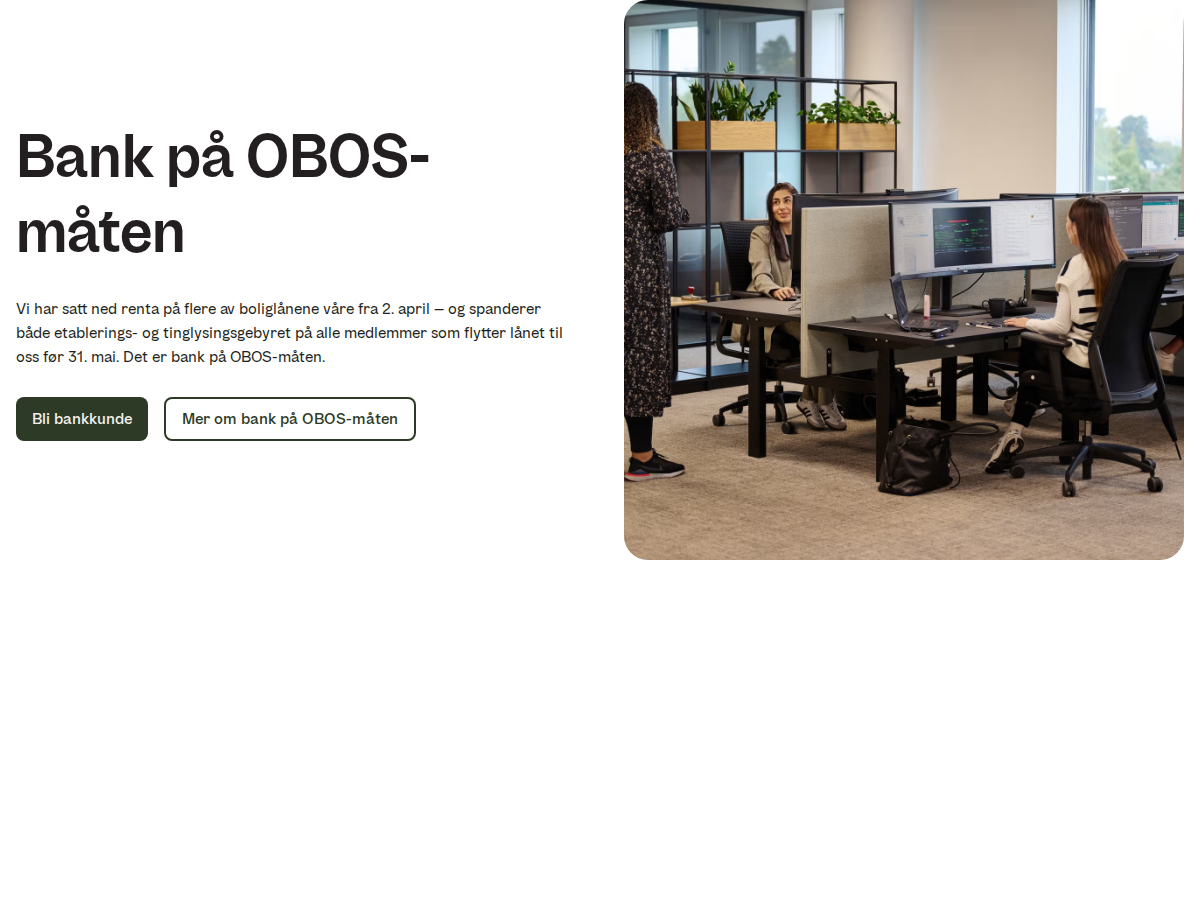 Bank på OBOS-
måten
Vi har satt ned renta på flere av boliglånene våre fra 2. april – og spanderer
både etablerings- og tinglysingsgebyret på alle medlemmer som flytter lånet til
oss før 31. mai. Det er bank på OBOS-måten.
Bli bankkunde
Mer om bank på OBOS-måten